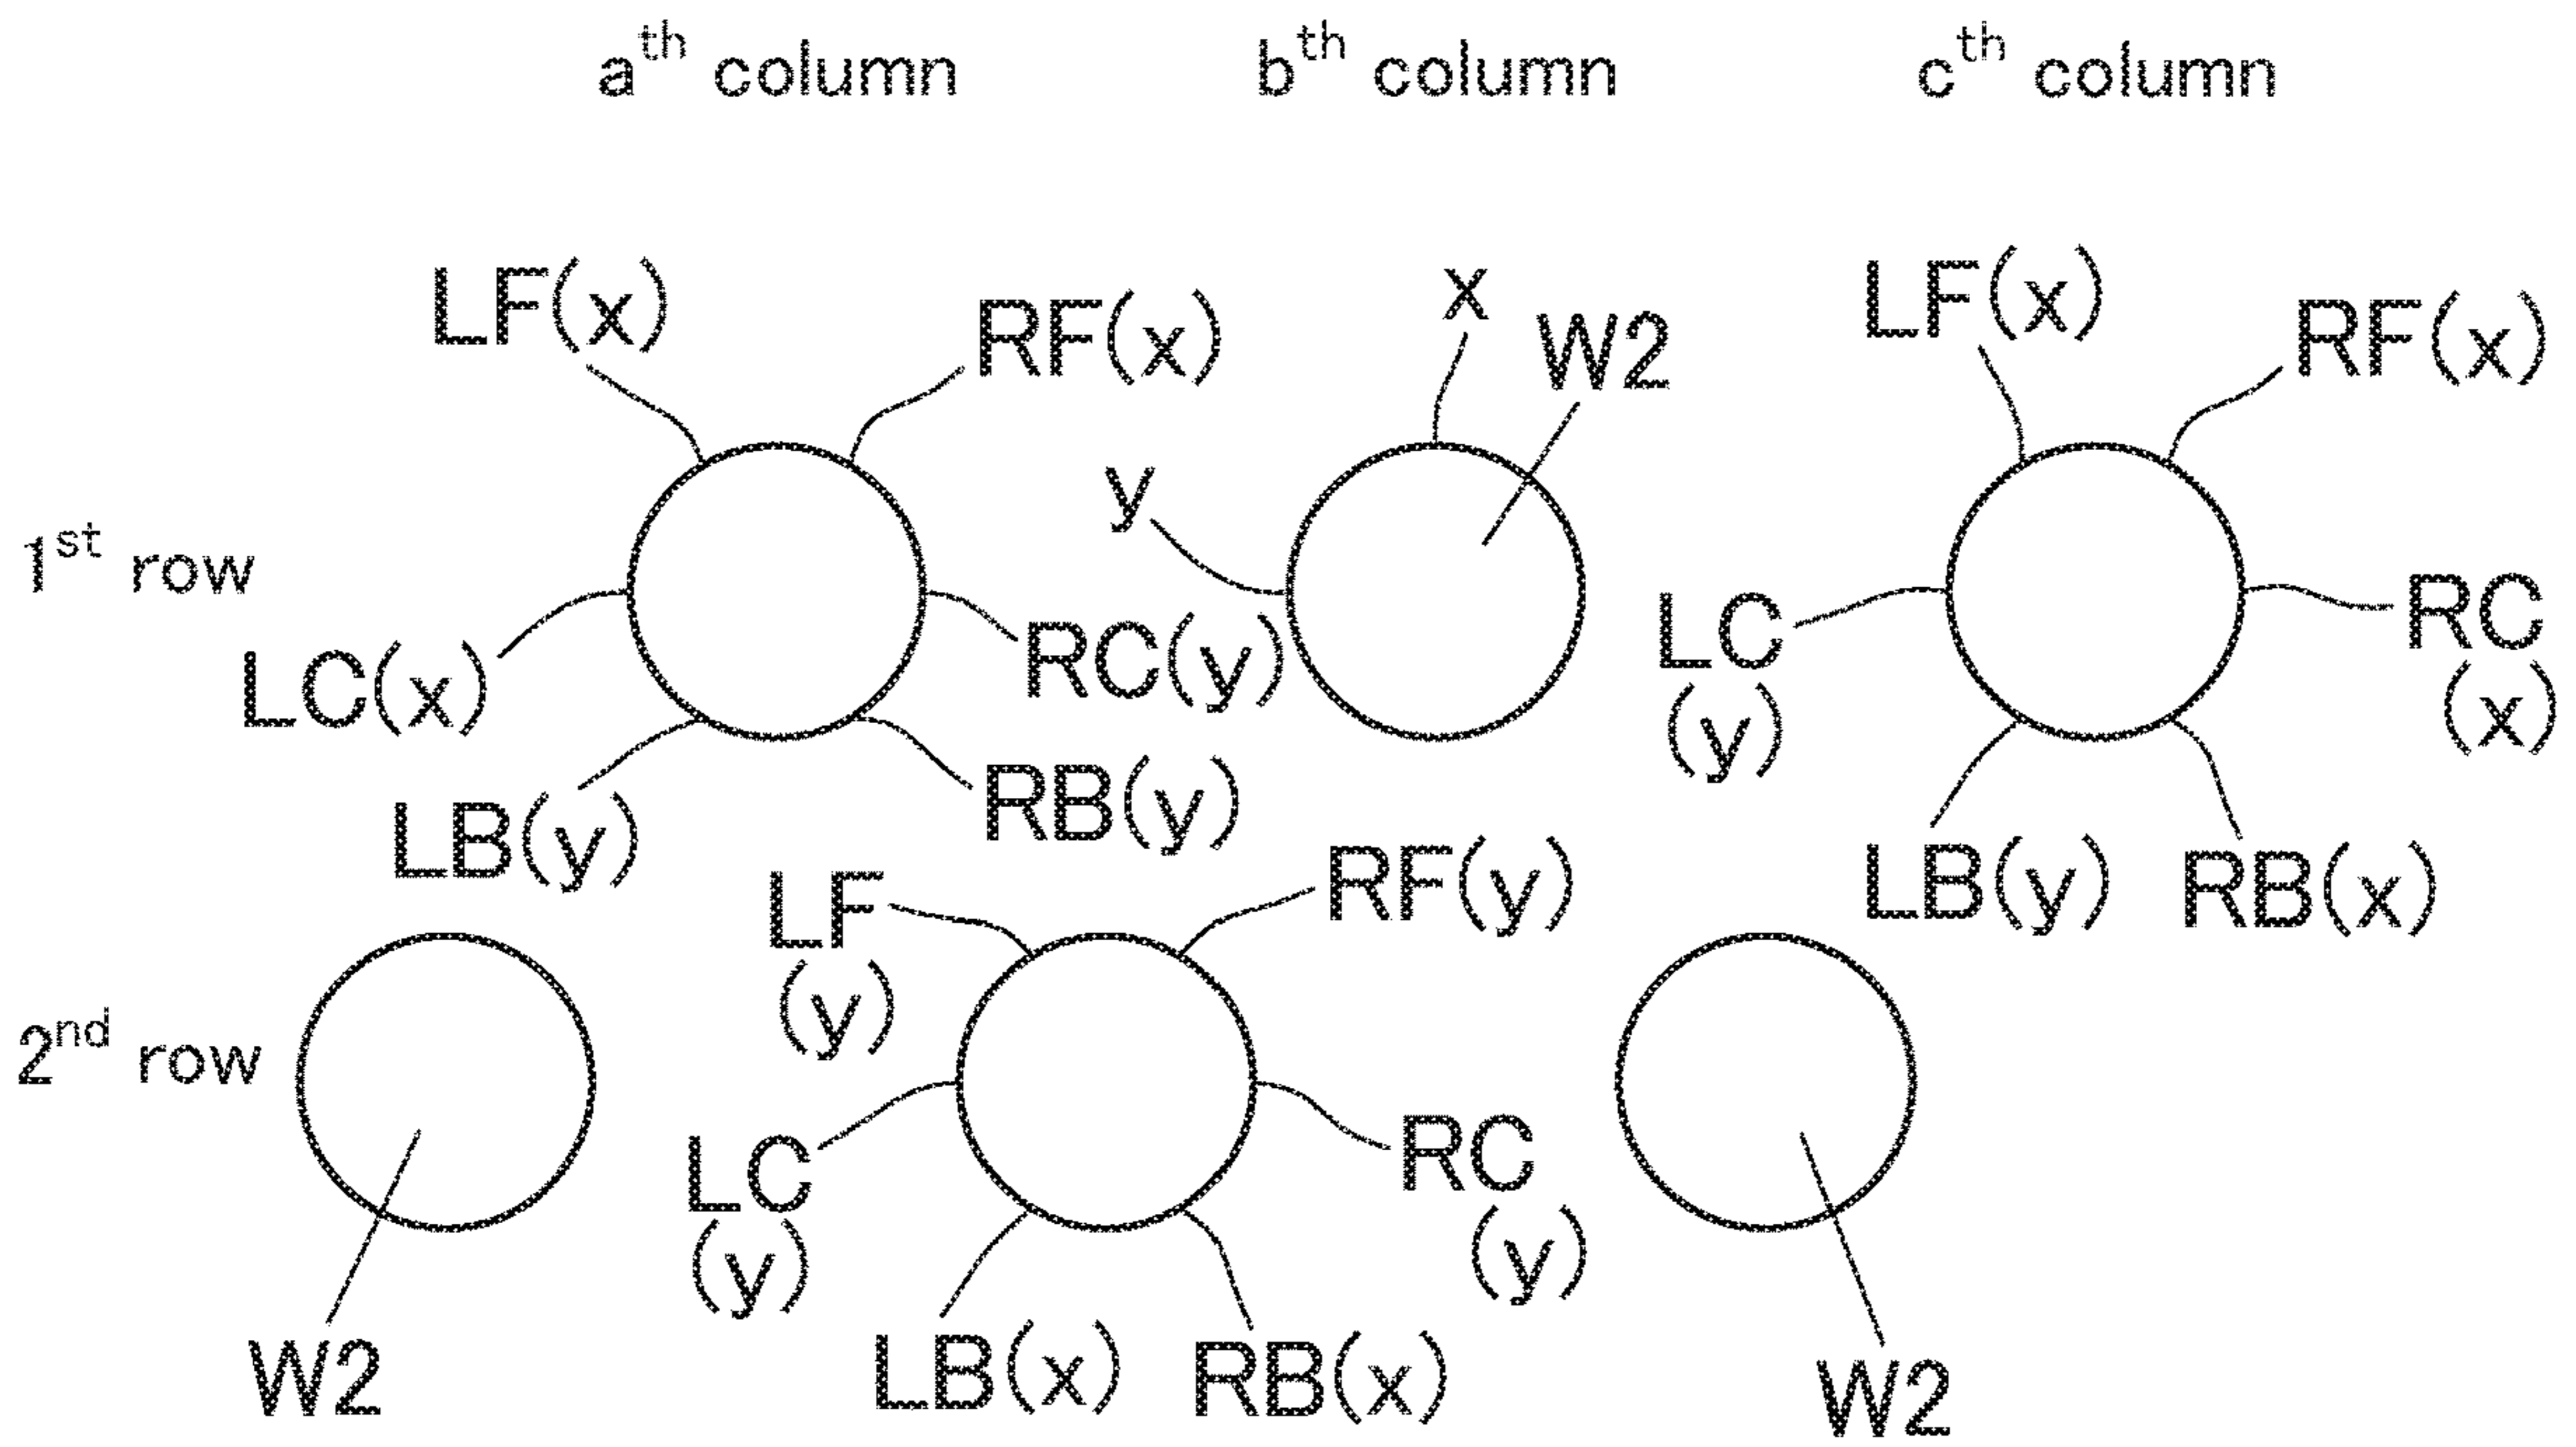 a^th column b^th column c^th column
LF(x) RF(x) x W2 LF(x) RF(x)
y
1^st row
LC(x) RC(y) LC (y) RC (x)
LB(y) RB(y) LB(y) RB(x)
LF (y) RF(y)
2^nd row
LC (y) RC (y)
W2 LB(x) RB(x) W2